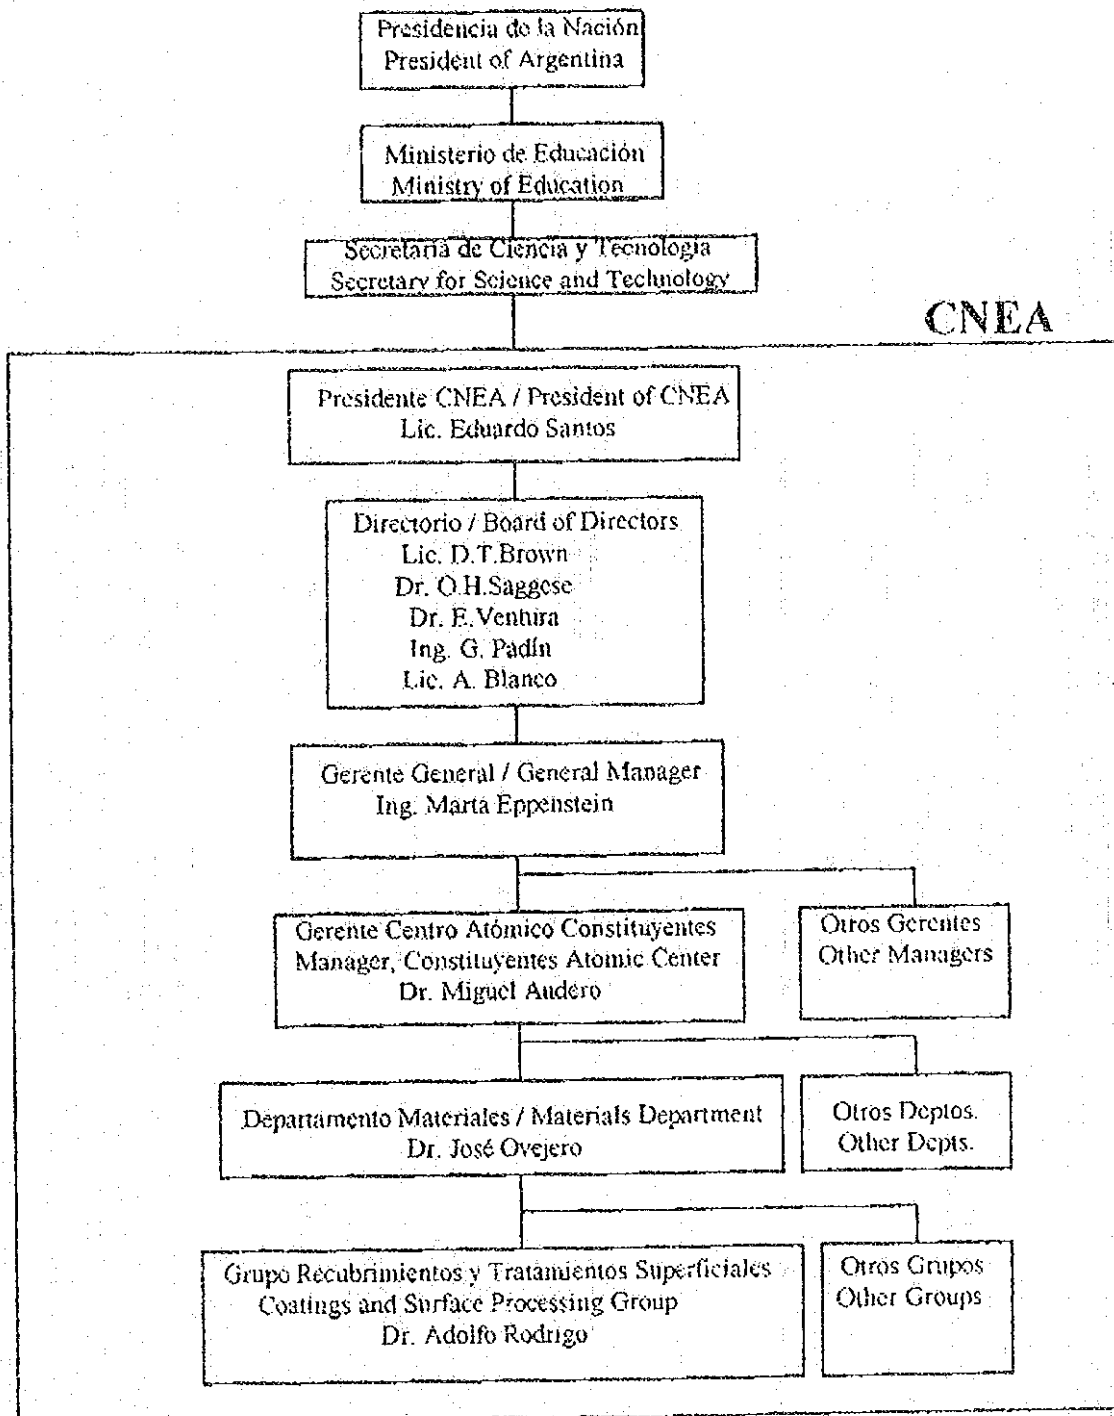 Presidencia de la Nación
President of Argentina
Ministerio de Educación
Ministry of Education
Secretaría de Ciencia y Tecnología
Secretary for Science and Technology
CNEA
Presidente CNEA / President of CNEA
Lic. Eduardo Santos
Directorio / Board of Directors
Lic. D.T.Brown
Dr. O.H.Saggese
Dr. E.Ventura
Ing. G. Padín
Lic. A. Blanco
Gerente General / General Manager
Ing. Marta Eppenstein
Gerente Centro Atómico Constituyentes
Manager, Constituyentes Atomic Center
Dr. Miguel Audero
Otros Gerentes
Other Managers
Departamento Materiales / Materials Department
Dr. José Ovejero
Otros Deptos.
Other Depts.
Grupo Recubrimientos y Tratamientos Superficiales
Coatings and Surface Processing Group
Dr. Adolfo Rodrigo
Otros Grupos
Other Groups